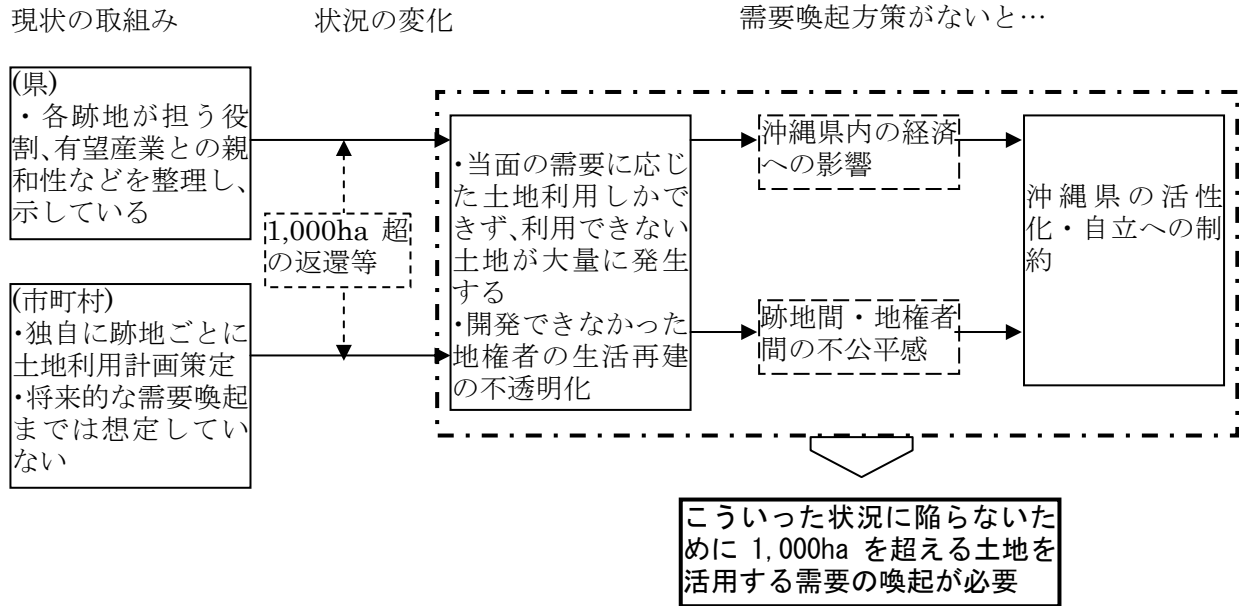 現状の取組み
状況の変化
需要喚起方策がないと…
(県)
・各跡地が担う役
割、有望産業との親
和性などを整理し、
示している
(市町村)
・独自に跡地ごとに
土地利用計画策定
・将来的な需要喚起
までは想定してい
ない
1,000ha 超
の返還等
・当面の需要に応じ
た土地利用しかで
きず、利用できない
土地が大量に発生
する
・開発できなかった
地権者の生活再建
の不透明化
沖縄県内の経済
への影響
跡地間・地権者
間の不公平感
沖縄県の活性
化・自立への制
約
こういった状況に陥らないた
めに 1,000ha を超える土地を
活用する需要の喚起が必要